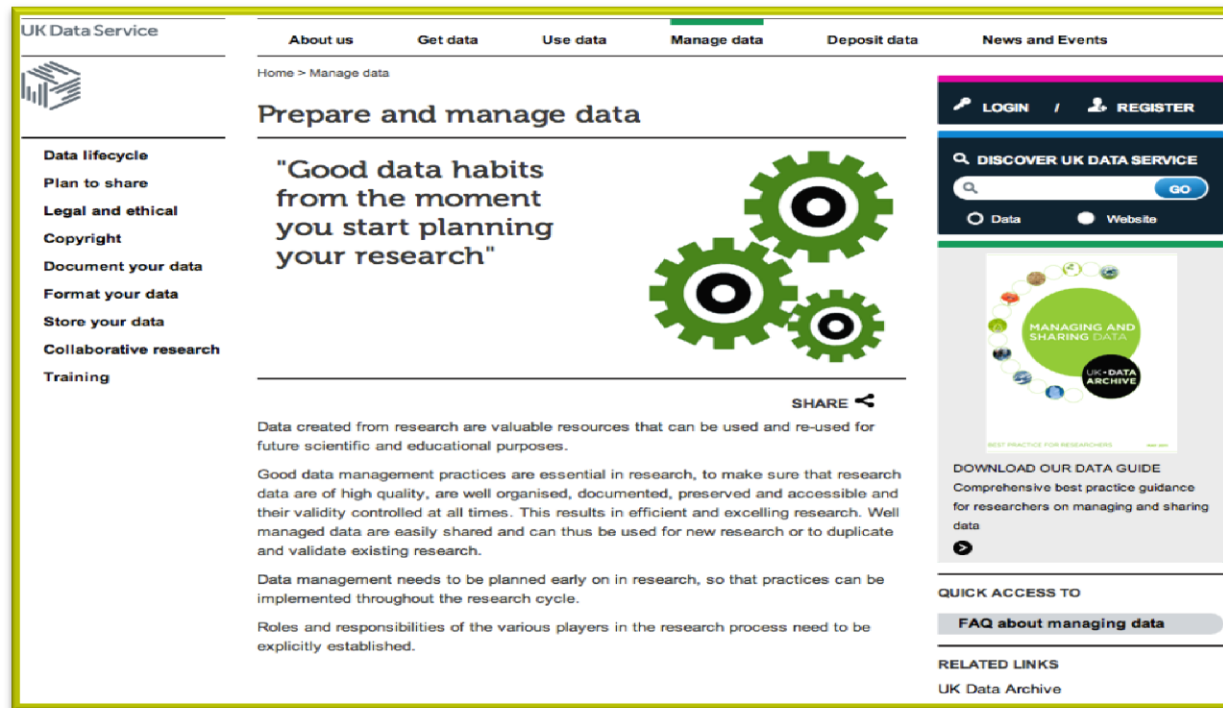 UK Data Service
About us Get data Use data Manage data Deposit data News and Events
Home > Manage data
Prepare and manage data
Data lifecycle
Plan to share
Legal and ethical
Copyright
Document your data
Format your data
Store your data
Collaborative research
Training
"Good data habits
from the moment
you start planning
your research"
SHARE
Data created from research are valuable resources that can be used and re-used for
future scientific and educational purposes.
Good data management practices are essential in research, to make sure that research
data are of high quality, are well organised, documented, preserved and accessible and
their validity controlled at all times. This results in efficient and excelling research. Well
managed data are easily shared and can thus be used for new research or to duplicate
and validate existing research.
Data management needs to be planned early on in research, so that practices can be
implemented throughout the research cycle.
Roles and responsibilities of the various players in the research process need to be
explicitly established.
LOGIN / REGISTER
DISCOVER UK DATA SERVICE
GO
Data Website
MANAGING AND
SHARING DATA
UK DATA
ARCHIVE
BEST PRACTICE FOR RESEARCHERS
DOWNLOAD OUR DATA GUIDE
Comprehensive best practice guidance
for researchers on managing and sharing
data
QUICK ACCESS TO
FAQ about managing data
RELATED LINKS
UK Data Archive